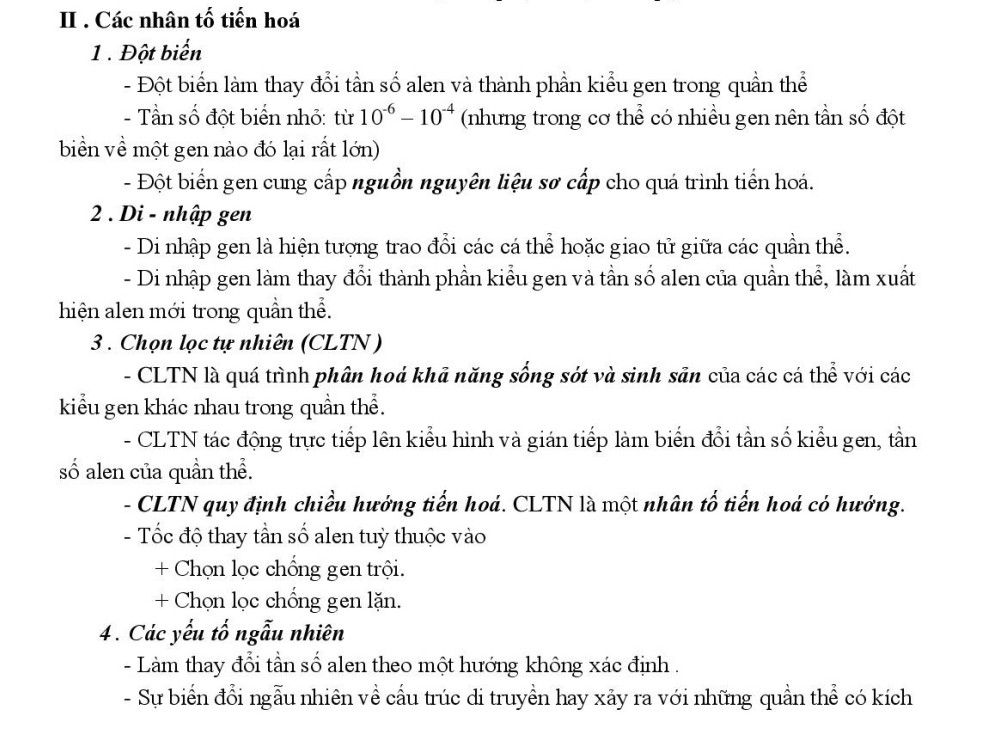 II . Các nhân tố tiến hoá
1 . Đột biến
- Đột biến làm thay đổi tần số alen và thành phần kiểu gen trong quần thể
- Tần số đột biến nhỏ: từ 10⁻⁶ – 10⁻⁴ (nhưng trong cơ thể có nhiều gen nên tần số đột
biền về một gen nào đó lại rất lớn)
- Đột biến gen cung cấp nguồn nguyên liệu sơ cấp cho quá trình tiến hoá.
2 . Di - nhập gen
- Di nhập gen là hiện tượng trao đổi các cá thể hoặc giao tử giữa các quần thể.
- Di nhập gen làm thay đổi thành phần kiểu gen và tần số alen của quần thể, làm xuất
hiện alen mới trong quần thể.
3 . Chọn lọc tự nhiên (CLTN )
- CLTN là quá trình phân hoá khả năng sống sót và sinh sản của các cá thể với các
kiểu gen khác nhau trong quần thể.
- CLTN tác động trực tiếp lên kiểu hình và gián tiếp làm biến đổi tần số kiểu gen, tần
số alen của quần thể.
- CLTN quy định chiều hướng tiến hoá. CLTN là một nhân tố tiến hoá có hướng.
- Tốc độ thay tần số alen tuỳ thuộc vào
+ Chọn lọc chống gen trội.
+ Chọn lọc chống gen lặn.
4 . Các yếu tố ngẫu nhiên
- Làm thay đổi tần số alen theo một hướng không xác định .
- Sự biến đổi ngẫu nhiên về cấu trúc di truyền hay xảy ra với những quần thể có kích